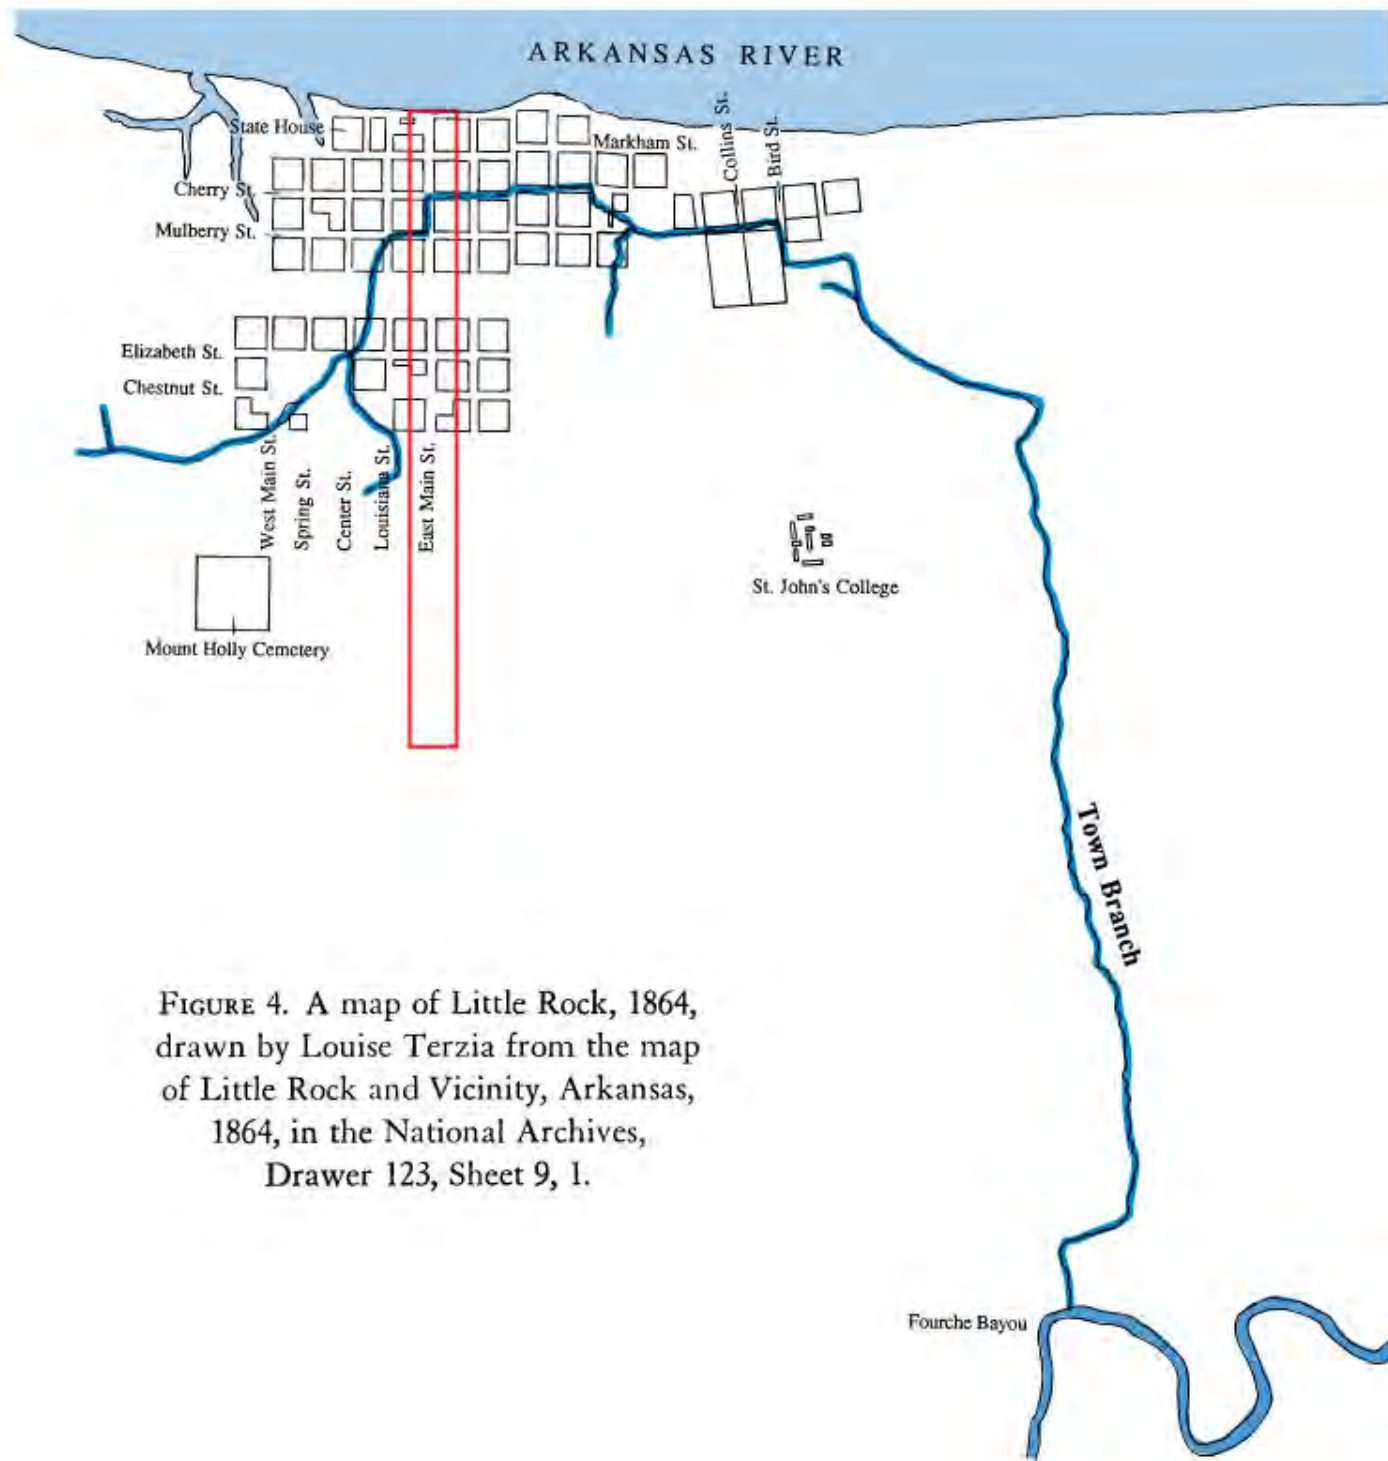 ARKANSAS RIVER
State House
Markham St.
Collins St.
Bird St.
Cherry St.
Mulberry St.
Elizabeth St.
Chestnut St.
West Main St.
Spring St.
Center St.
Louisiana St.
East Main St.
St. John's College
Mount Holly Cemetery
Town Branch
FIGURE 4. A map of Little Rock, 1864,
drawn by Louise Terzia from the map
of Little Rock and Vicinity, Arkansas,
1864, in the National Archives,
Drawer 123, Sheet 9, 1.
Fourche Bayou